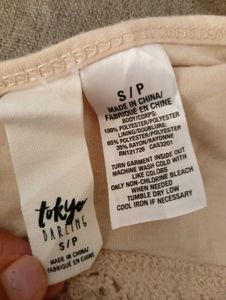 S/P
MADE IN CHINA/
FABRIQUÉ EN CHINE
BODY/CORPS:
100% POLYESTER/POLYESTER
LINING/DOUBLURE:
65% POLYESTER/POLYESTER
35% RAYON/RAYONNE
RN121726 CA53201
TURN GARMENT INSIDE OUT
MACHINE WASH COLD WITH
LIKE COLORS
ONLY NON-CHLORINE BLEACH
WHEN NEEDED
TUMBLE DRY LOW
COOL IRON IF NECESSARY
tokyo
DARLING
S/P
MADE IN CHINA/
FABRIQUÉ EN CHINE